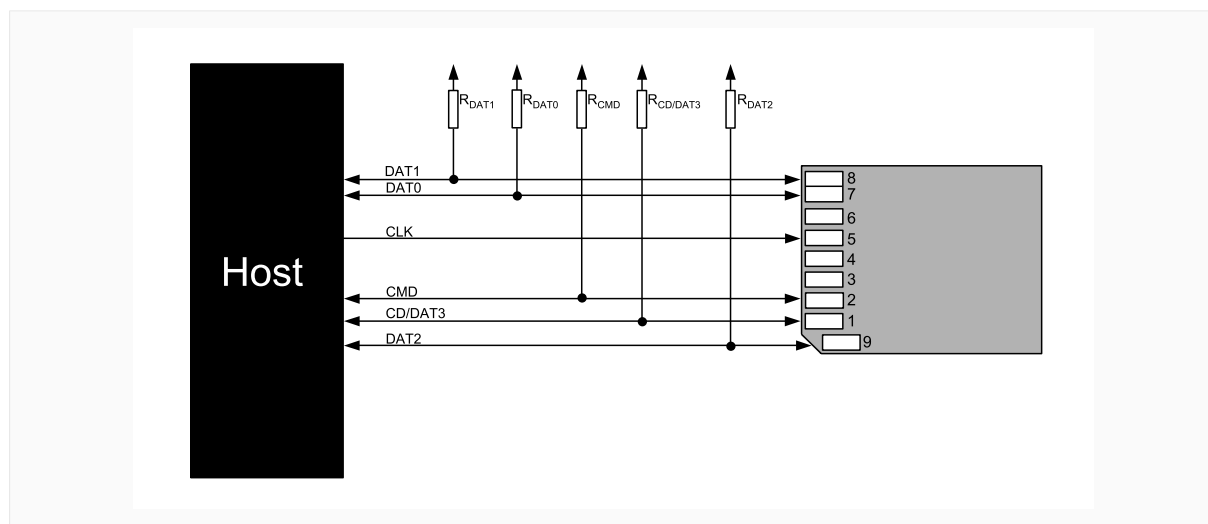 RDAT1 RDAT0 RCMD RCD/DAT3 RDAT2
DAT1
8
DAT0
7
6
CLK
5
4
Host
3
CMD
2
CD/DAT3
1
DAT2
9